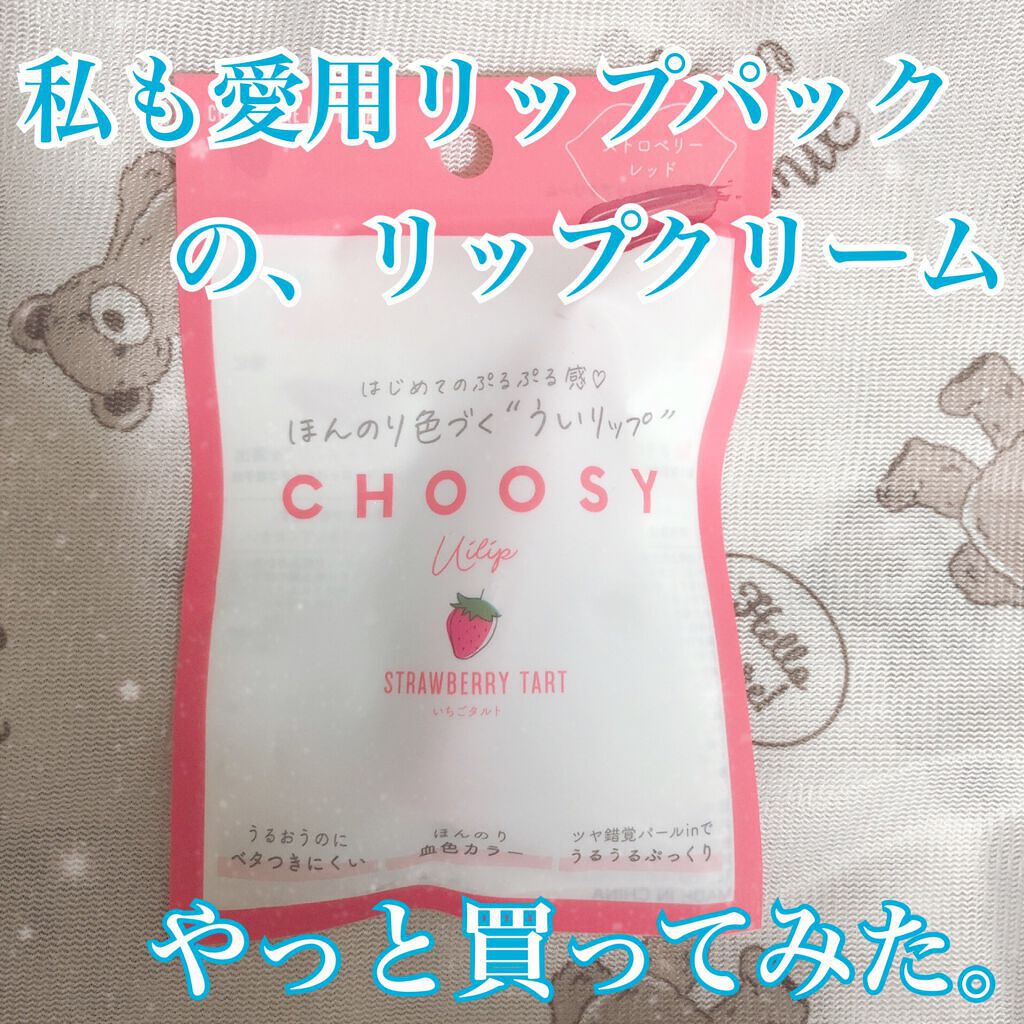 私も愛用リップパック
の、リップクリーム
ストロベリー
レッド
はじめてのぷるぷる感♡
ほんのり色づく“ういリップ”
CHOOSY
Uilip
STRAWBERRY TART
いちごタルト
うるおうのに
ベタつきにくい
ほんのり
血色カラー
ツヤ錯覚パールinで
うるうるぷっくり
Hello
やっと買ってみた。